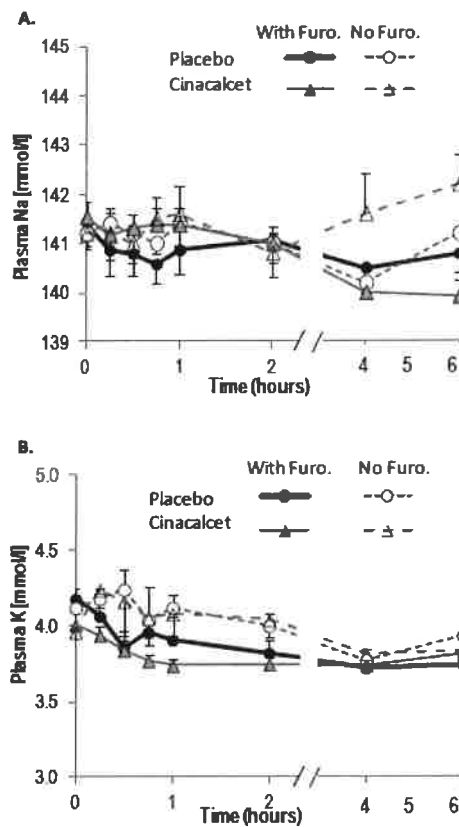 A.
With Furo. No Furo.
Placebo
Cinacalcet
145
144
143
142
141
140
139
Plasma Na [mmol/l]
0 1 2 4 5 6
Time (hours)
B.
With Furo. No Furo.
Placebo
Cinacalcet
5.0
4.5
4.0
3.5
3.0
Plasma K [mmol/l]
0 1 2 4 5 6
Time (hours)